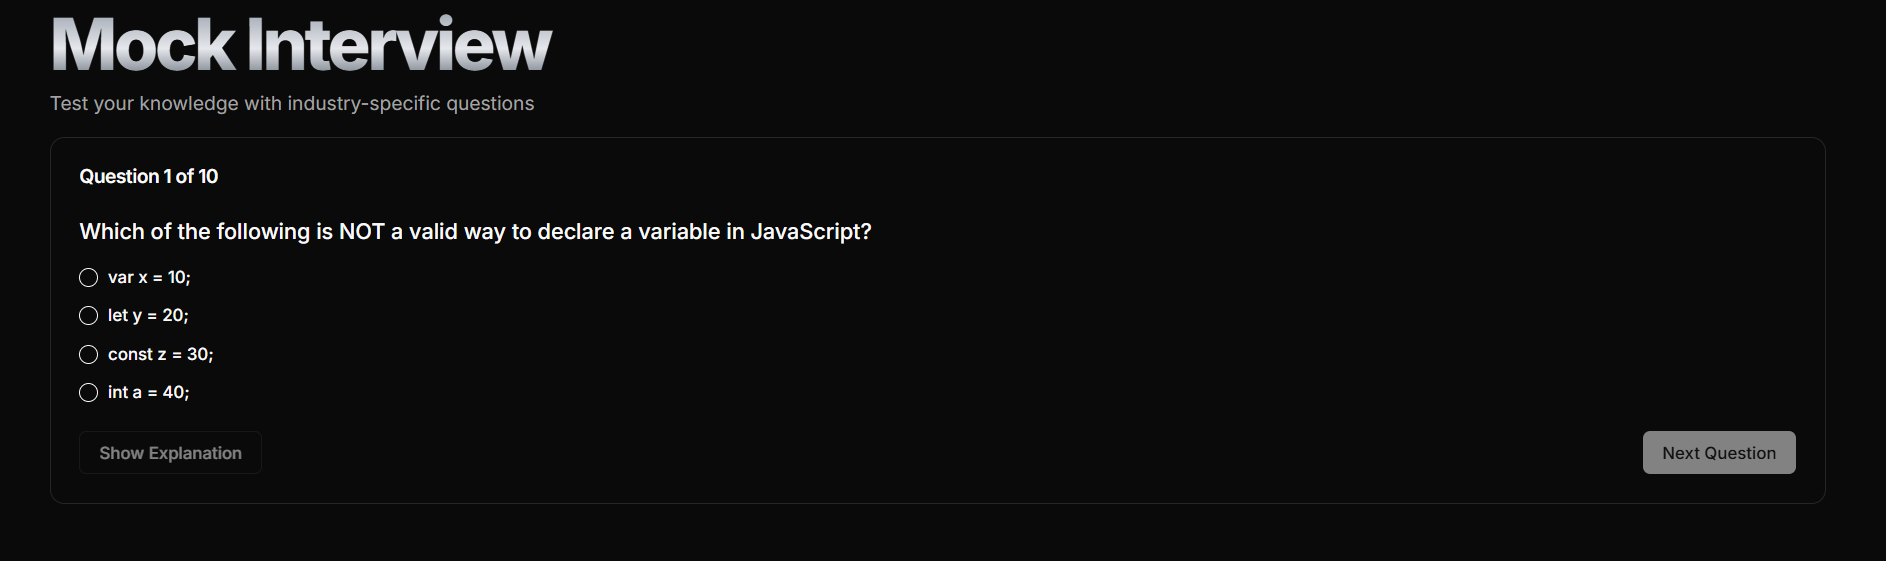 Mock Interview
Test your knowledge with industry-specific questions
Question 1 of 10
Which of the following is NOT a valid way to declare a variable in JavaScript?
var x = 10;
let y = 20;
const z = 30;
int a = 40;
Show Explanation
Next Question